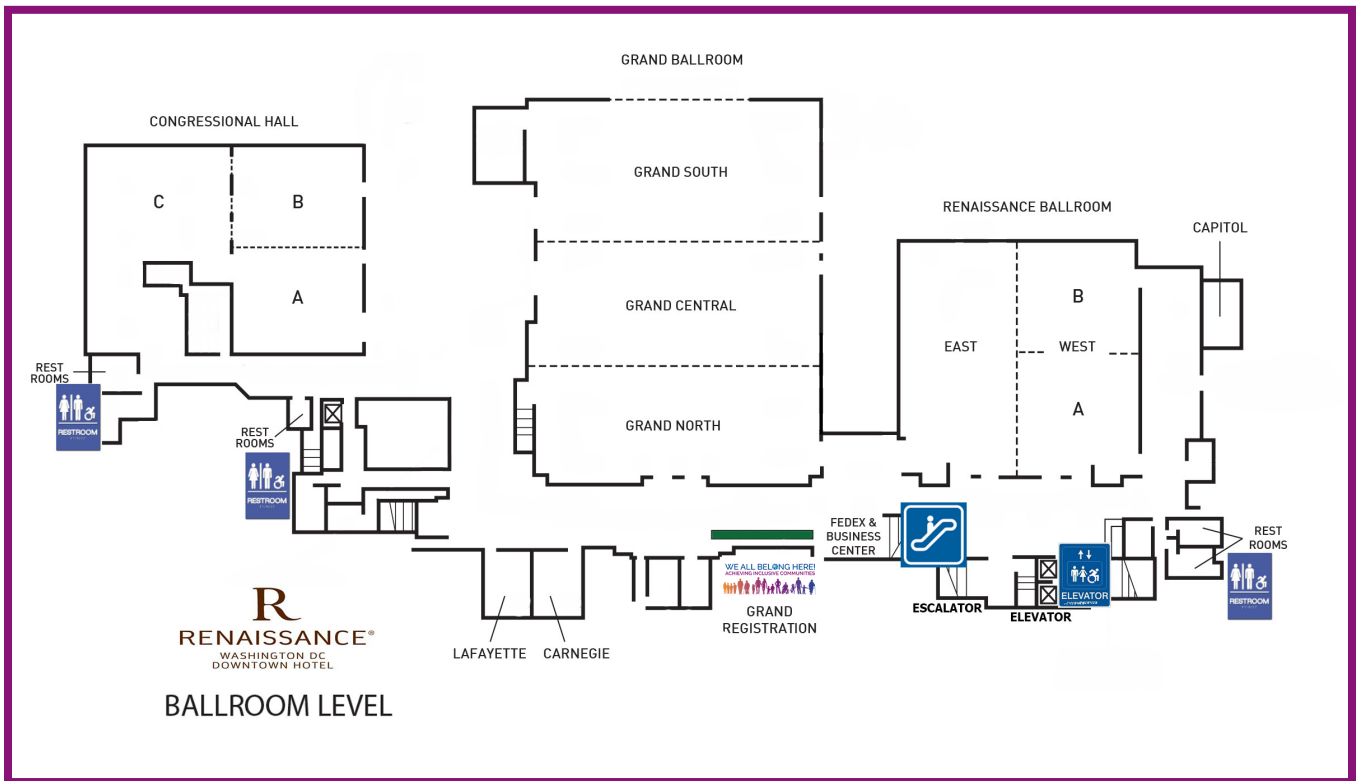 GRAND BALLROOM
CONGRESSIONAL HALL
C
B
A
GRAND SOUTH
GRAND CENTRAL
GRAND NORTH
RENAISSANCE BALLROOM
CAPITOL
B
EAST
WEST
A
REST
ROOMS
RESTROOM
REST
ROOMS
RESTROOM
FEDEX &
BUSINESS
CENTER
REST
ROOMS
RESTROOM
WE ALL BELONG HERE!
ACHIEVING INCLUSIVE COMMUNITIES
GRAND
REGISTRATION
ESCALATOR
ELEVATOR
ELEVATOR
LAFAYETTE
CARNEGIE
R
RENAISSANCE®
WASHINGTON DC
DOWNTOWN HOTEL
BALLROOM LEVEL